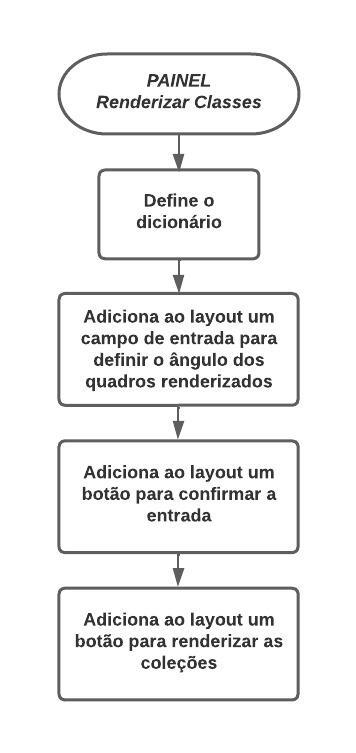 PAINEL
Renderizar Classes
Define o
dicionário
Adiciona ao layout um
campo de entrada para
definir o ângulo dos
quadros renderizados
Adiciona ao layout um
botão para confirmar a
entrada
Adiciona ao layout um
botão para renderizar as
coleções